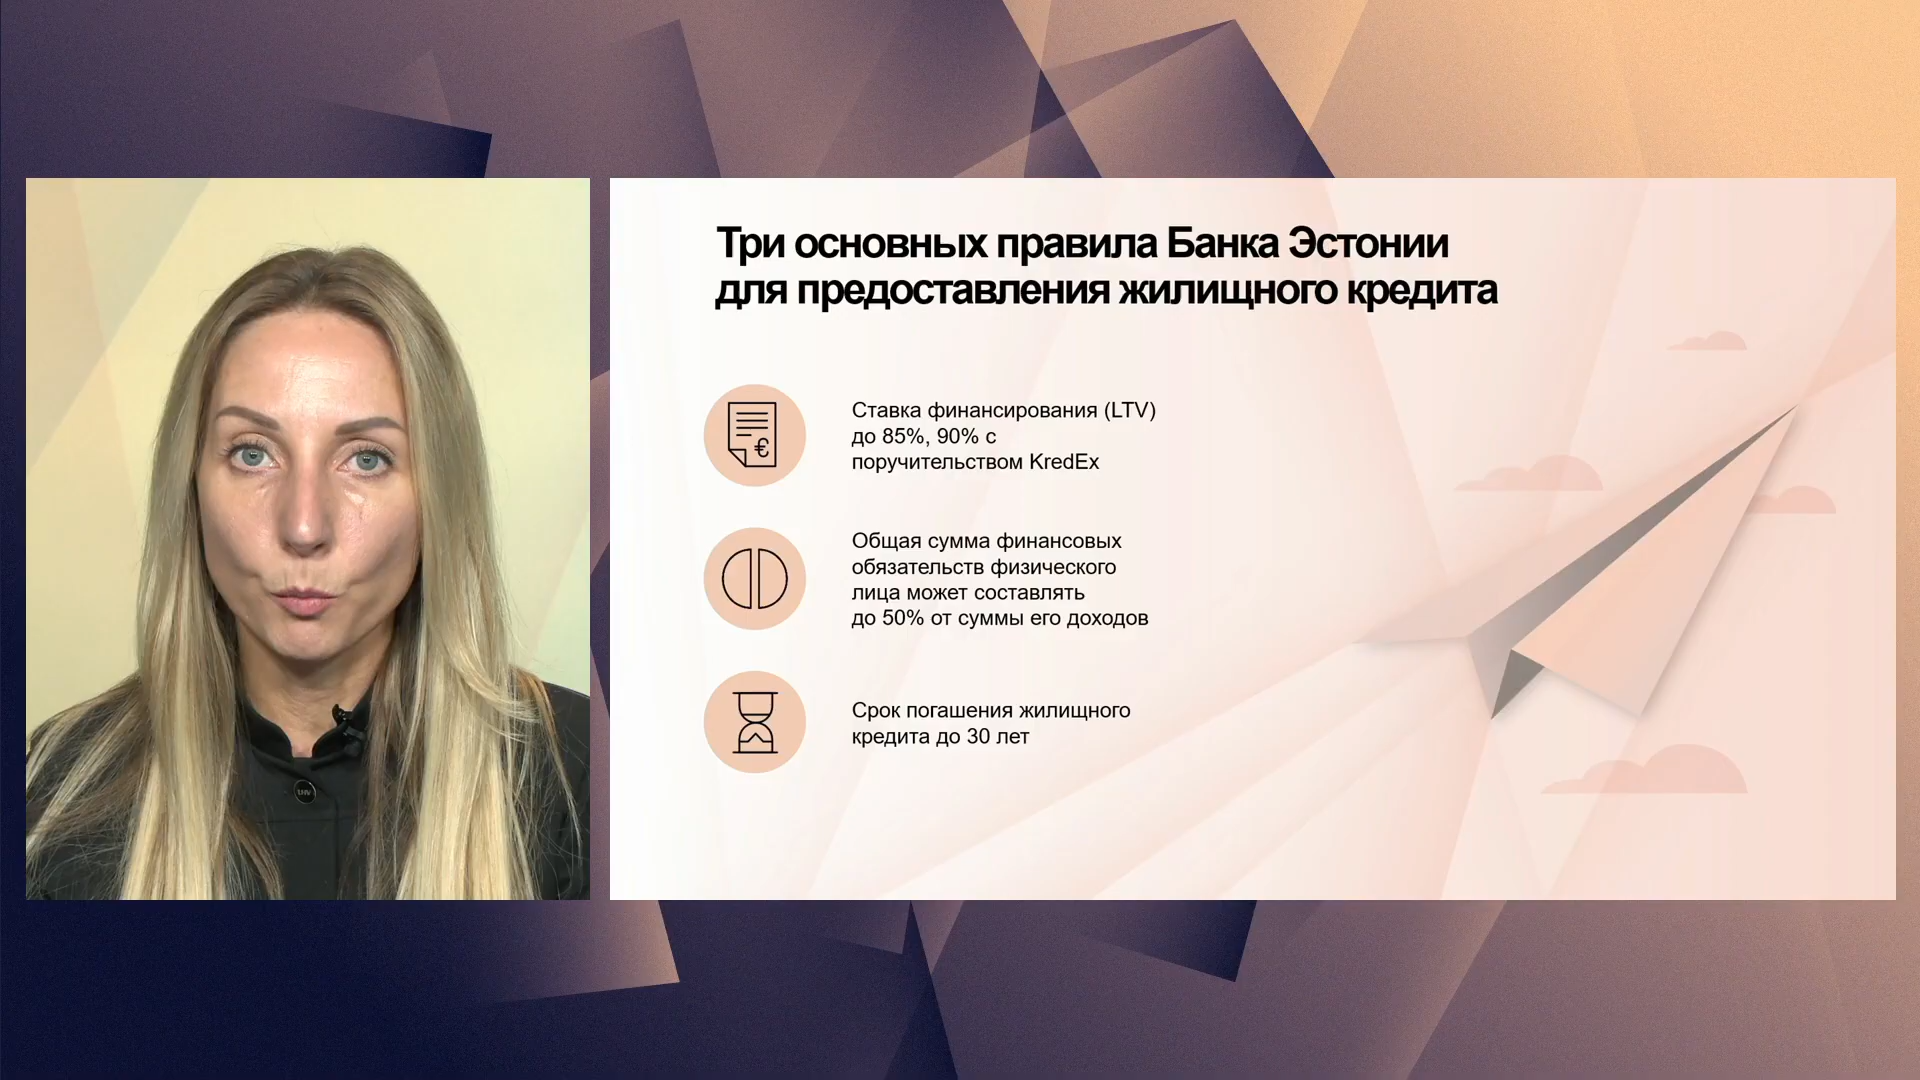 Три основных правила Банка Эстонии
для предоставления жилищного кредита
Ставка финансирования (LTV)
до 85%, 90% с
поручительством KredEx
Общая сумма финансовых
обязательств физического
лица может составлять
до 50% от суммы его доходов
Срок погашения жилищного
кредита до 30 лет
LHV